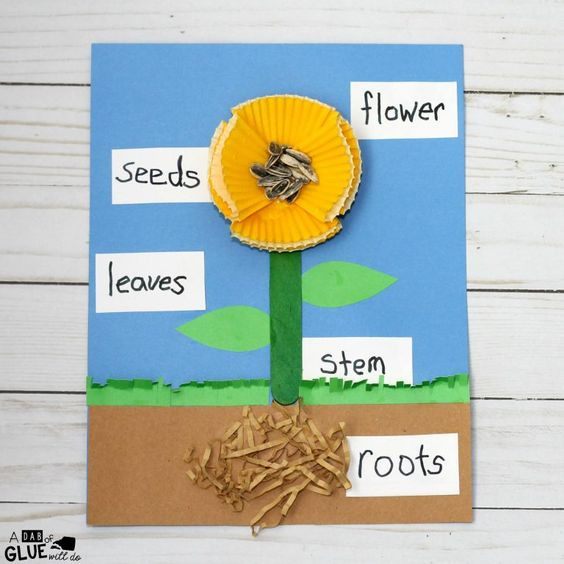 flower
seeds
leaves
stem
roots
A DAB of
GLUE will do